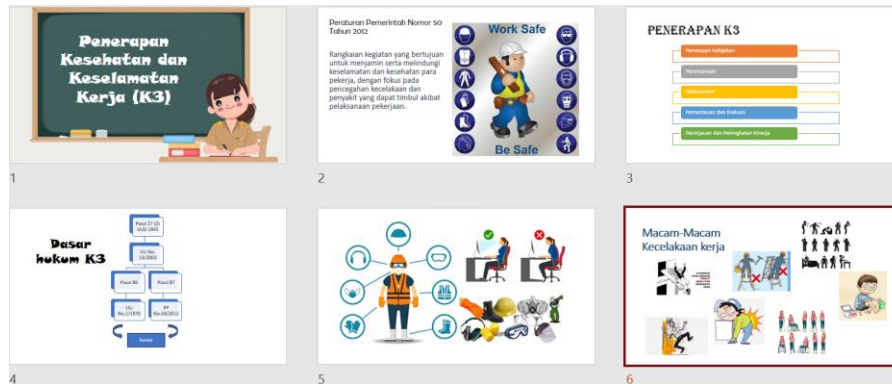 Penerapan
Kesehatan dan
Keselamatan
Kerja (K3)
1
Peraturan Pemerintah Nomor 50
Tahun 2012
Rangkaian kegiatan yang bertujuan
untuk menjamin serta melindungi
keselamatan dan kesehatan para
pekerja, dengan fokus pada
pencegahan kecelakaan dan
penyakit yang dapat timbul akibat
pelaksanaan pekerjaan.
Work Safe
Be Safe
2
PENERAPAN K3
Penetapan Kebijakan
Perencanaan
Pelaksanaan
Pemantauan dan Evaluasi
Peninjauan dan Peningkatan Kinerja
3
Dasar
hukum K3
Pasal 27 (2)
UUD 1945
UU No.
13/2003
Pasal 86
Pasal 87
UU
No.1/1970
PP
No.50/2012
Sanksi
4
5
Macam-Macam
Kecelakaan kerja
6